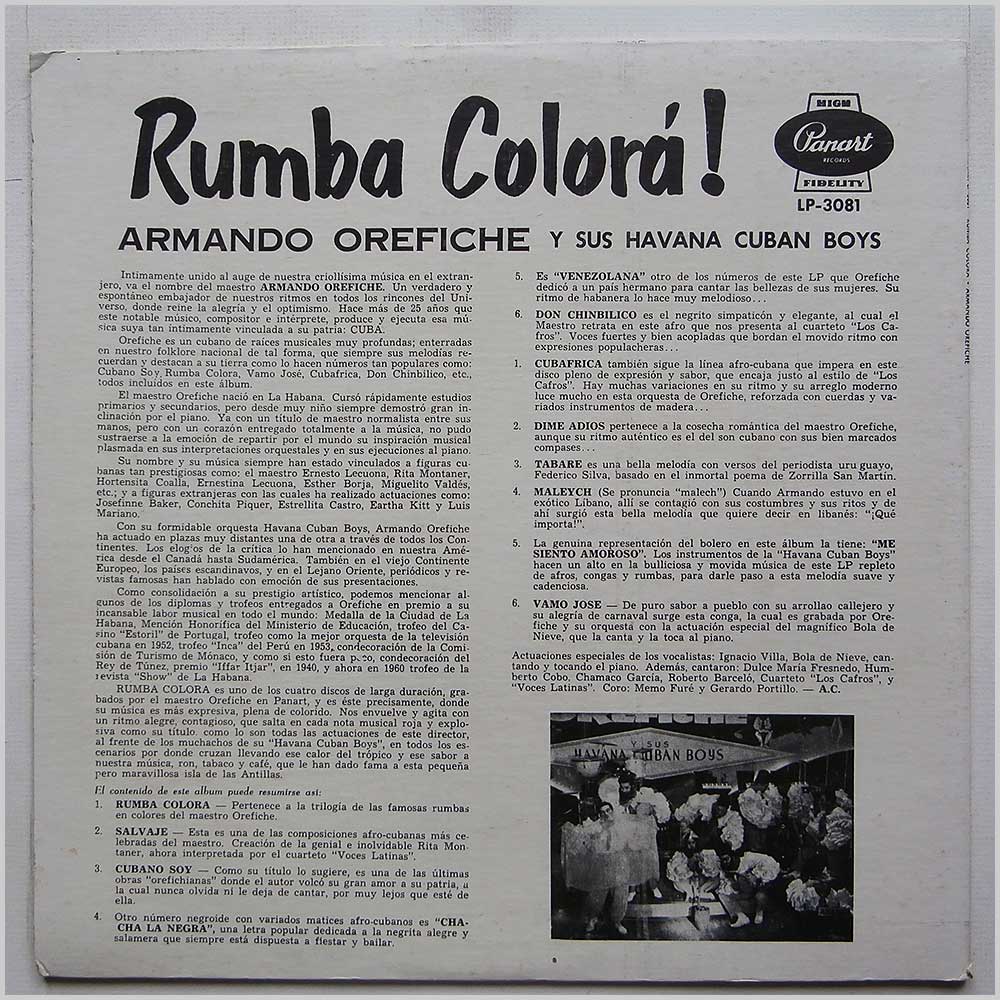 Rumba Colorá!
HIGH
Panart
RECORDS
FIDELITY
LP-3081
ARMANDO OREFICHE Y SUS HAVANA CUBAN BOYS
Intimamente unido al auge de nuestra criollísima música en el extran-
jero, va el nombre del maestro ARMANDO OREFICHE. Un verdadero y
espontáneo embajador de nuestros ritmos en todos los rincones del Uni-
verso, donde reine la alegría y el optimismo. Hace más de 25 años que
este notable músico, compositor e intérprete, produce y ejecuta esa mú-
sica suya tan intimamente vinculada a su patria: CUBA.
Orefiche es un cubano de raíces musicales muy profundas; enterradas
en nuestro folklore nacional de tal forma, que siempre sus melodías re-
cuerdan y destacan a su tierra como lo hacen números tan populares como:
Cubano Soy, Rumba Colora, Vamo José, Cubafrica, Don Chinbilico, etc.,
todos incluídos en este álbum.
El maestro Orefiche nació en La Habana. Cursó rápidamente estudios
primarios y secundarios, pero desde muy niño siempre demostró gran in-
clinación por el piano. Ya con un título de maestro normalista entre sus
manos, pero con un corazón entregado totalmente a la música, no pudo
sustraerse a la emoción de repartir por el mundo su inspiración musical
plasmada en sus interpretaciones orquestales y en sus ejecuciones al piano.
Su nombre y su música siempre han estado vinculados a figuras cu-
banas tan prestigiosas como: el maestro Ernesto Lecuona, Rita Montaner,
Hortensita Coalla, Ernestina Lecuona, Esther Borja, Miguelito Valdés,
etc.; y a figuras extranjeras con las cuales ha realizado actuaciones como:
Josefinne Baker, Conchita Piquer, Estrellita Castro, Eartha Kitt y Luis
Mariano.
Con su formidable orquesta Havana Cuban Boys, Armando Orefiche
ha actuado en plazas muy distantes una de otra a través de todos los Con-
tinentes. Los elogios de la crítica lo han mencionado en nuestra Amé-
rica desde el Canadá hasta Sudamérica. También en el viejo Continente
Europeo, los países escandinavos, y en el Lejano Oriente, periódicos y re-
vistas famosas han hablado con emoción de sus presentaciones.
Como consolidación a su prestigio artístico, podemos mencionar al-
gunos de los diplomas y trofeos entregados a Orefiche en premio a su
incansable labor musical en todo el mundo: Medalla de la Ciudad de La
Habana, Mención Honorífica del Ministerio de Educación, trofeo del Ca-
sino "Estoril" de Portugal, trofeo como la mejor orquesta de la televisión
cubana en 1952, trofeo "Inca" del Perú en 1953, condecoración de la Comi-
sión de Turismo de Mónaco, y como si esto fuera poco, condecoración del
Rey de Túnez, premio "Iffar Itjar", en 1940, y ahora en 1960 trofeo de la
revista "Show" de La Habana.
RUMBA COLORA es uno de los cuatro discos de larga duración, gra-
bados por el maestro Orefiche en Panart, y es éste precisamente, donde
su música es más expresiva, plena de colorido. Nos envuelve y agita con
un ritmo alegre, contagioso, que salta en cada nota musical roja y explo-
siva como su título. como lo son todas las actuaciones de este director,
al frente de los muchachos de su "Havana Cuban Boys", en todos los es-
cenarios por donde cruzan llevando ese calor del trópico y ese sabor a
nuestra música, ron, tabaco y café, que le han dado fama a esta pequeña
pero maravillosa isla de las Antillas.
El contenido de este album puede resumirse así:
1. RUMBA COLORA — Pertenece a la trilogía de las famosas rumbas
en colores del maestro Orefiche.
2. SALVAJE — Esta es una de las composiciones afro-cubanas más ce-
lebradas del maestro. Creación de la genial e inolvidable Rita Mon-
taner, ahora interpretada por el cuarteto "Voces Latinas".
3. CUBANO SOY — Como su título lo sugiere, es una de las últimas
obras "orefichianas" donde el autor volcó su gran amor a su patria, a
la cual nunca olvida ni le deja de cantar, por muy lejos que esté de
ella.
4. Otro número negroide con variados matices afro-cubanos es "CHA-
CHA LA NEGRA", una letra popular dedicada a la negrita alegre y
salamera que siempre está dispuesta a fiestar y bailar.
5. Es "VENEZOLANA" otro de los números de este LP que Orefiche
dedicó a un país hermano para cantar las bellezas de sus mujeres. Su
ritmo de habanera lo hace muy melodioso...
6. DON CHINBILICO es el negrito simpaticón y elegante, al cual el
Maestro retrata en este afro que nos presenta al cuarteto "Los Ca-
fros". Voces fuertes y bien acopladas que bordan el movido ritmo con
expresiones populacheras...
1. CUBAFRICA también sigue la línea afro-cubana que impera en este
disco pleno de expresión y sabor, que encaja justo al estilo de "Los
Cafros". Hay muchas variaciones en su ritmo y su arreglo moderno
luce mucho en esta orquesta de Orefiche, reforzada con cuerdas y va-
riados instrumentos de madera...
2. DIME ADIOS pertenece a la cosecha romántica del maestro Orefiche,
aunque su ritmo auténtico es el del son cubano con sus bien marcados
compases...
3. TABARE es una bella melodía con versos del periodista uruguayo,
Federico Silva, basado en el inmortal poema de Zorrilla San Martín.
4. MALEYCH (Se pronuncia "malech") Cuando Armando estuvo en el
exótico Líbano, allí se contagió con sus costumbres y sus ritos y de
ahí surgió esta bella melodía que quiere decir en libanés: "¡Qué
importa!".
5. La genuina representación del bolero en este álbum la tiene: "ME
SIENTO AMOROSO". Los instrumentos de la "Havana Cuban Boys"
hacen un alto en la bulliciosa y movida música de este LP repleto
de afros, congas y rumbas, para darle paso a esta melodía suave y
cadenciosa.
6. VAMO JOSE — De puro sabor a pueblo con su arrollao callejero y
su alegría de carnaval surge esta conga, la cual es grabada por Ore-
fiche y su orquesta con la actuación especial del magnífico Bola de
Nieve, que la canta y la toca al piano.
Actuaciones especiales de los vocalistas: Ignacio Villa, Bola de Nieve, can-
tando y tocando el piano. Además, cantaron: Dulce María Fresnedo, Hum-
berto Cobo, Chamaco García, Roberto Barceló, Cuarteto "Los Cafros", y
"Voces Latinas". Coro: Memo Furé y Gerardo Portillo. — A.C.
OREFICHE
Y SUS
HAVANA CUBAN BOYS